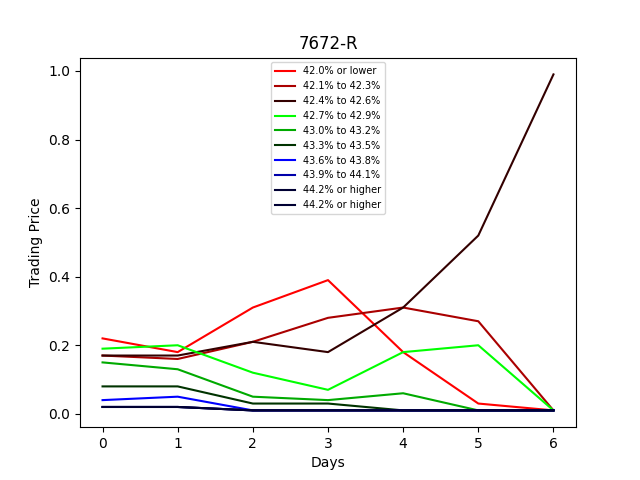 7672-R
42.0% or lower
42.1% to 42.3%
42.4% to 42.6%
42.7% to 42.9%
43.0% to 43.2%
43.3% to 43.5%
43.6% to 43.8%
43.9% to 44.1%
44.2% or higher
44.2% or higher
Trading Price
1.0
0.8
0.6
0.4
0.2
0.0
0 1 2 3 4 5 6
Days